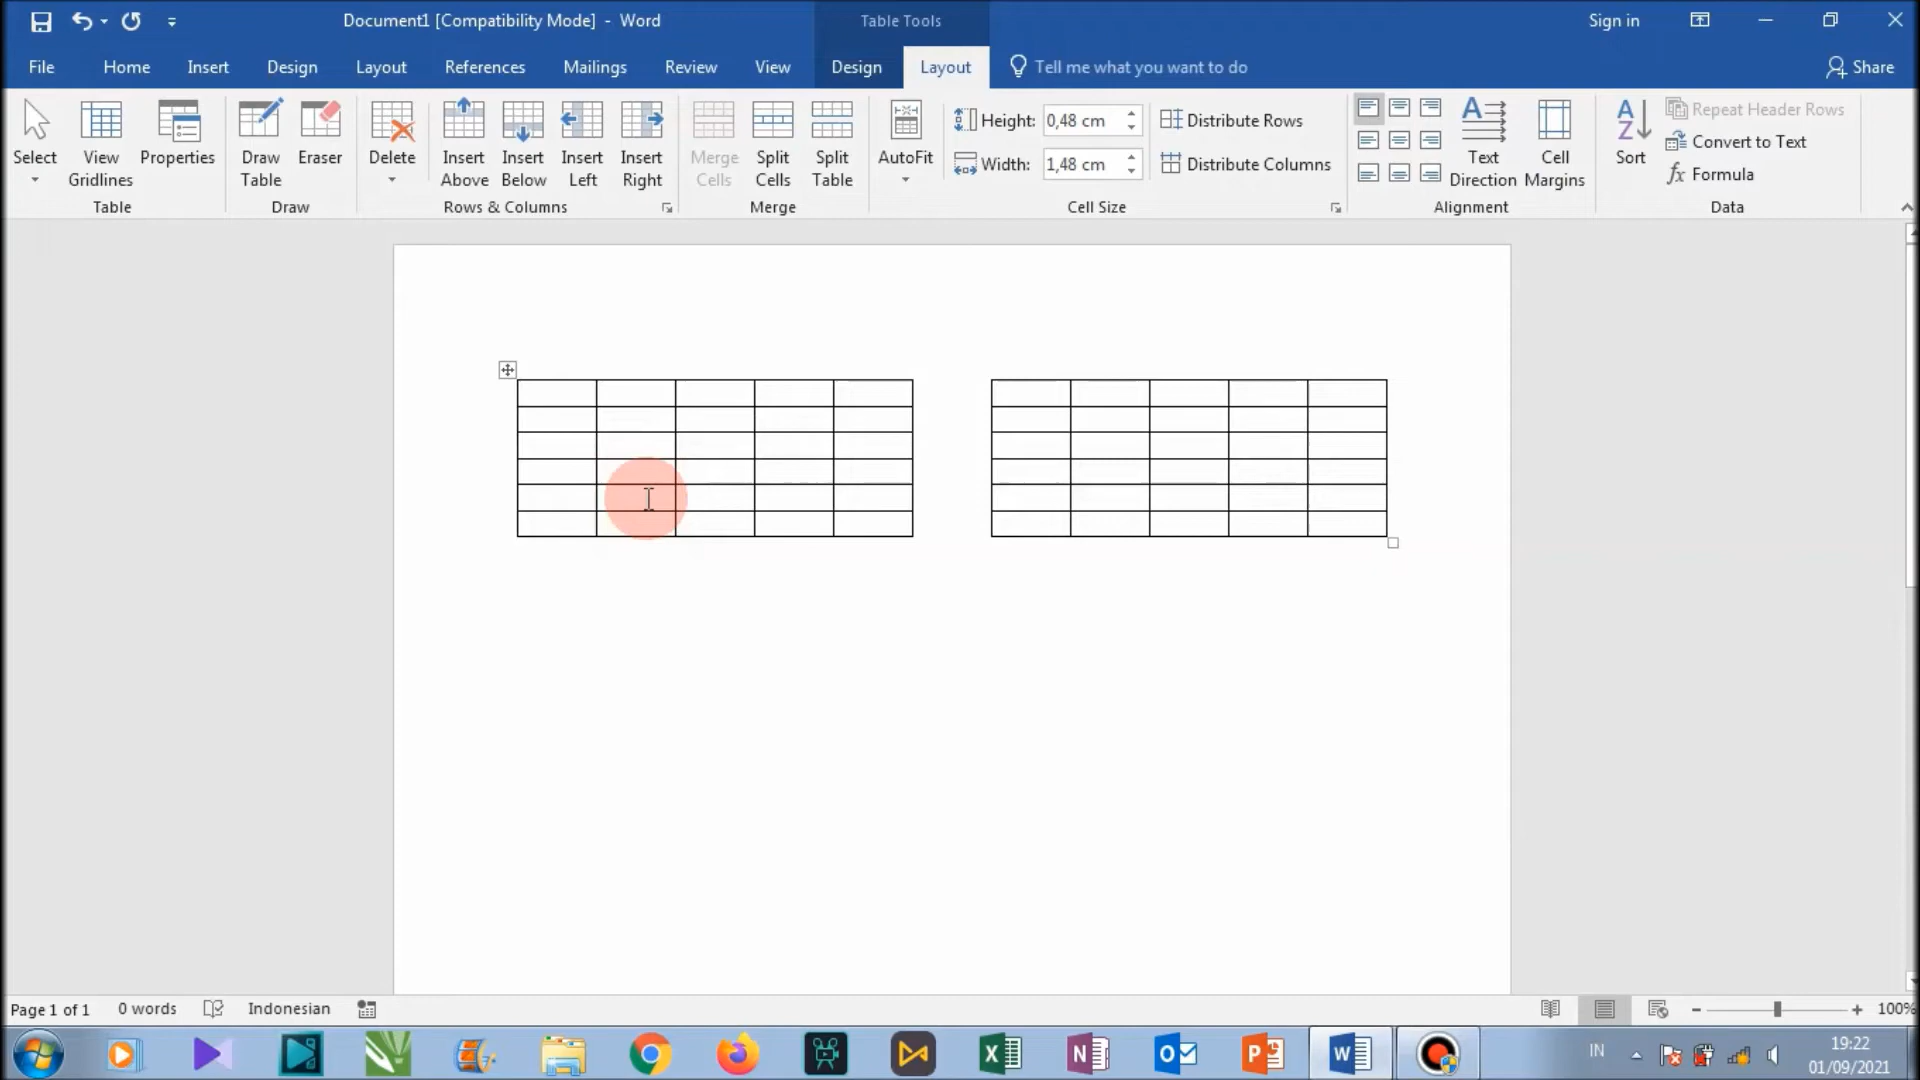 Document1 [Compatibility Mode] - Word
Table Tools
Sign in
File Home Insert Design Layout References Mailings Review View Design Layout Tell me what you want to do Share
Select
View Gridlines
Properties
Table
Draw Table
Eraser
Draw
Delete
Insert Above
Insert Below
Insert Left
Insert Right
Rows & Columns
Merge Cells
Split Cells
Split Table
Merge
AutoFit
Height: 0,48 cm
Width: 1,48 cm
Distribute Rows
Distribute Columns
Cell Size
Text Direction
Cell Margins
Alignment
A Z
Sort
Repeat Header Rows
Convert to Text
fx Formula
Data
Page 1 of 1 0 words Indonesian 100%
IN
19:22
01/09/2021